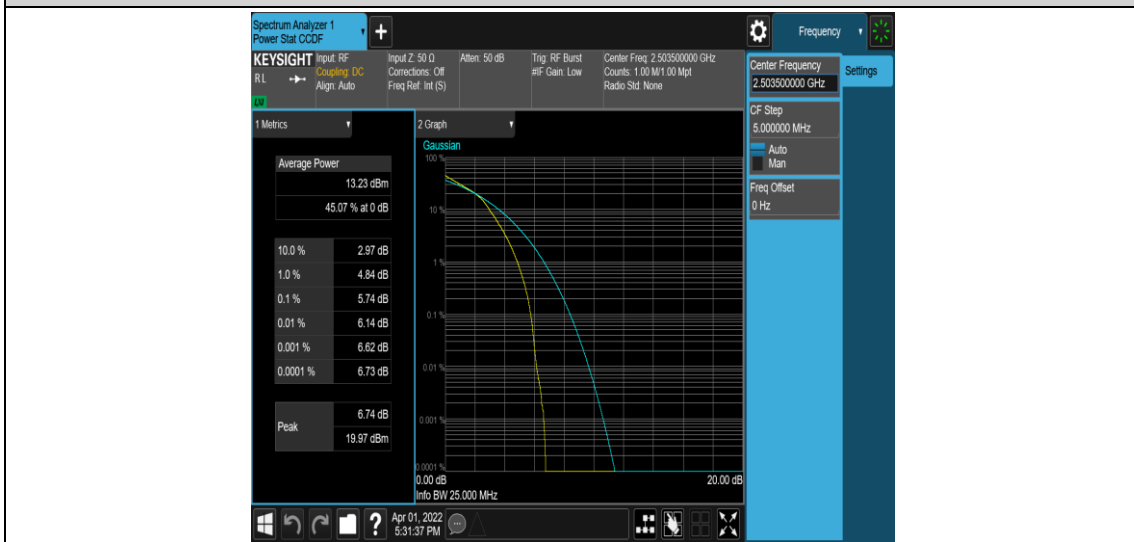 Spectrum Analyzer 1
Power Stat CCDF
+
Frequency
KEYSIGHT
RL
LXI
Input: RF
Coupling: DC
Align: Auto
Input Z: 50 Ω
Corrections: Off
Freq Ref: Int (S)
Atten: 50 dB
Trig: RF Burst
#IF Gain: Low
Center Freq: 2.503500000 GHz
Counts: 1.00 M/1.00 Mpt
Radio Std: None
Center Frequency
2.503500000 GHz
Settings
CF Step
5.000000 MHz
Auto
Man
Freq Offset
0 Hz
1 Metrics
Average Power
13.23 dBm
45.07 % at 0 dB
10.0 % 2.97 dB
1.0 % 4.84 dB
0.1 % 5.74 dB
0.01 % 6.14 dB
0.001 % 6.62 dB
0.0001 % 6.73 dB
Peak
6.74 dB
19.97 dBm
2 Graph
Gaussian
100 %
10 %
1 %
0.1 %
0.01 %
0.001 %
0.0001 %
0.00 dB 20.00 dB
Info BW 25.000 MHz
?
Apr 01, 2022
5:31:37 PM